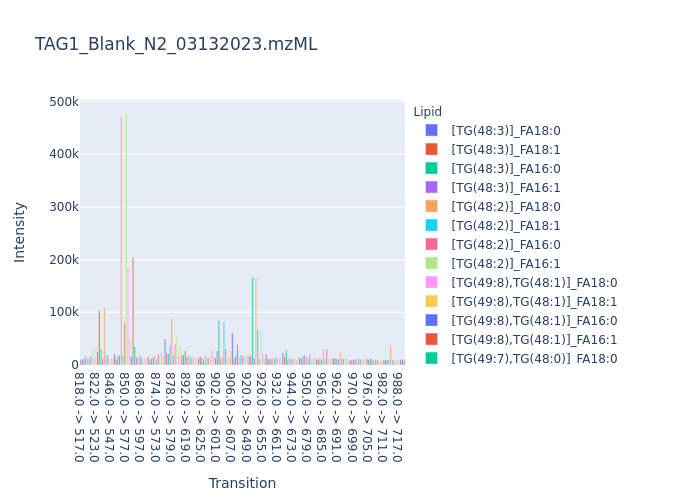 TAG1_Blank_N2_03132023.mzML
500k
400k
300k
200k
100k
0
Intensity
818.0 -> 517.0
822.0 -> 523.0
846.0 -> 547.0
850.0 -> 577.0
868.0 -> 597.0
874.0 -> 573.0
878.0 -> 579.0
892.0 -> 619.0
896.0 -> 625.0
902.0 -> 601.0
906.0 -> 607.0
920.0 -> 649.0
926.0 -> 655.0
932.0 -> 661.0
944.0 -> 673.0
950.0 -> 679.0
956.0 -> 685.0
962.0 -> 691.0
970.0 -> 699.0
976.0 -> 705.0
982.0 -> 711.0
988.0 -> 717.0
Transition
Lipid
[TG(48:3)]_FA18:0
[TG(48:3)]_FA18:1
[TG(48:3)]_FA16:0
[TG(48:3)]_FA16:1
[TG(48:2)]_FA18:0
[TG(48:2)]_FA18:1
[TG(48:2)]_FA16:0
[TG(48:2)]_FA16:1
[TG(49:8),TG(48:1)]_FA18:0
[TG(49:8),TG(48:1)]_FA18:1
[TG(49:8),TG(48:1)]_FA16:0
[TG(49:8),TG(48:1)]_FA16:1
[TG(49:7),TG(48:0)]_FA18:0